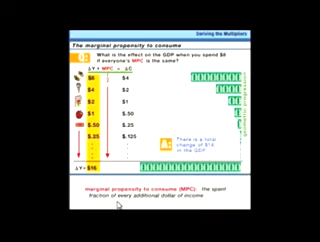 Deriving the Multipliers
The marginal propensity to consume
Q: What is the effect on the GDP when you spend $8
if everyone's MPC is the same?
ΔY × MPC = ΔC
$8 $4
$4 $2
$2 $1
$1 $.50
$.50 $.25
$.25 $.125
A: There is a total
change of $16
in the GDP.
ΔY= $16
marginal propensity to consume (MPC): the spent
fraction of every additional dollar of income